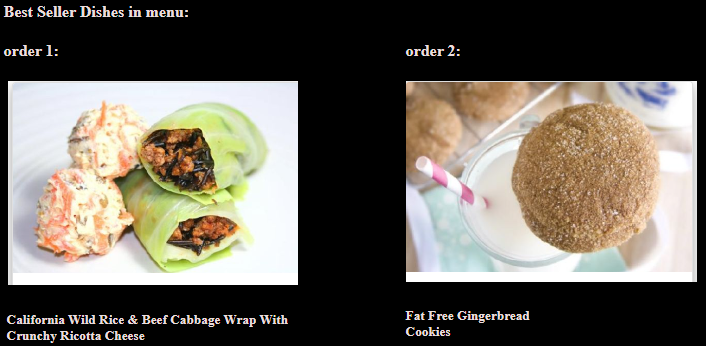 Best Seller Dishes in menu:
order 1:
order 2:
California Wild Rice & Beef Cabbage Wrap With
Crunchy Ricotta Cheese
Fat Free Gingerbread
Cookies